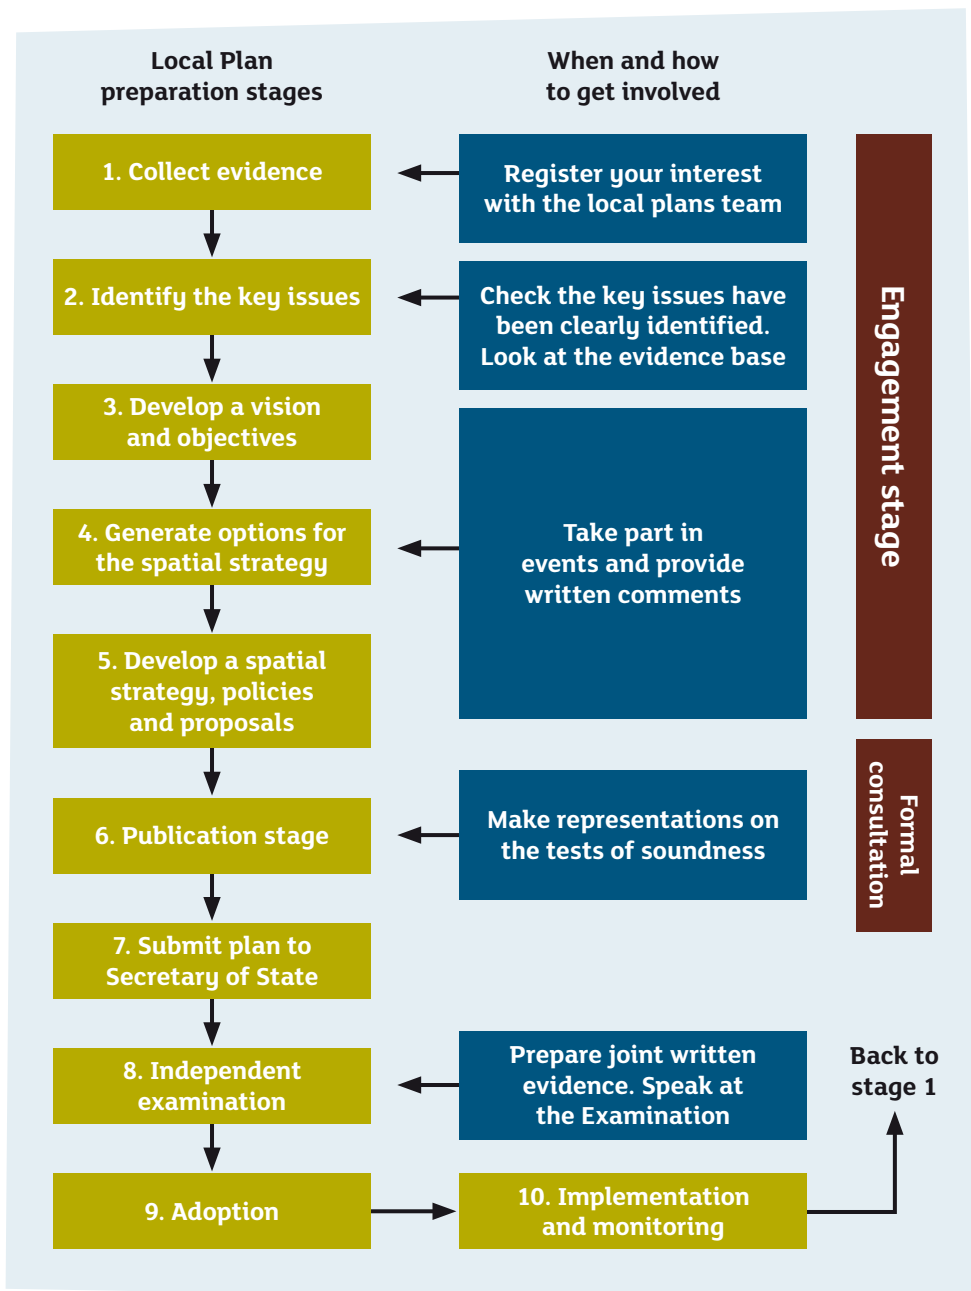 Local Plan
preparation stages
When and how
to get involved
1. Collect evidence
Register your interest
with the local plans team
2. Identify the key issues
Check the key issues have
been clearly identified.
Look at the evidence base
3. Develop a vision
and objectives
4. Generate options for
the spatial strategy
Take part in
events and provide
written comments
5. Develop a spatial
strategy, policies
and proposals
Engagement stage
6. Publication stage
Make representations on
the tests of soundness
Formal
consultation
7. Submit plan to
Secretary of State
8. Independent
examination
Prepare joint written
evidence. Speak at
the Examination
Back to
stage 1
9. Adoption
10. Implementation
and monitoring